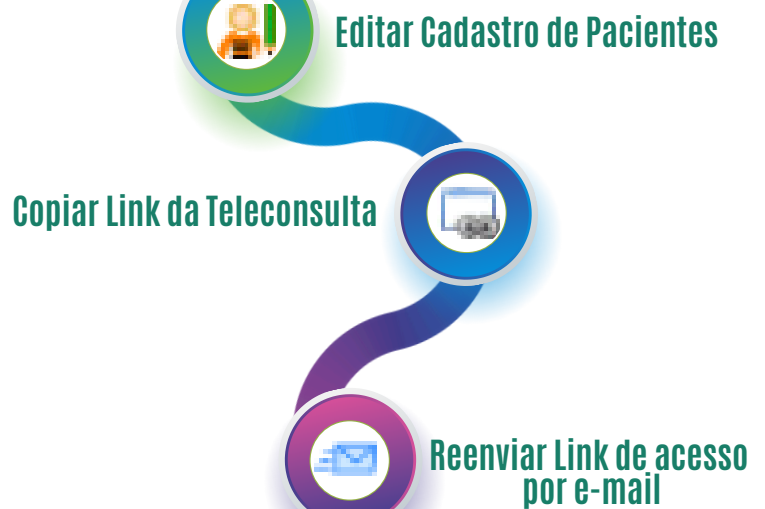 Editar Cadastro de Pacientes
Copiar Link da Teleconsulta
Reenviar Link de acesso
por e-mail